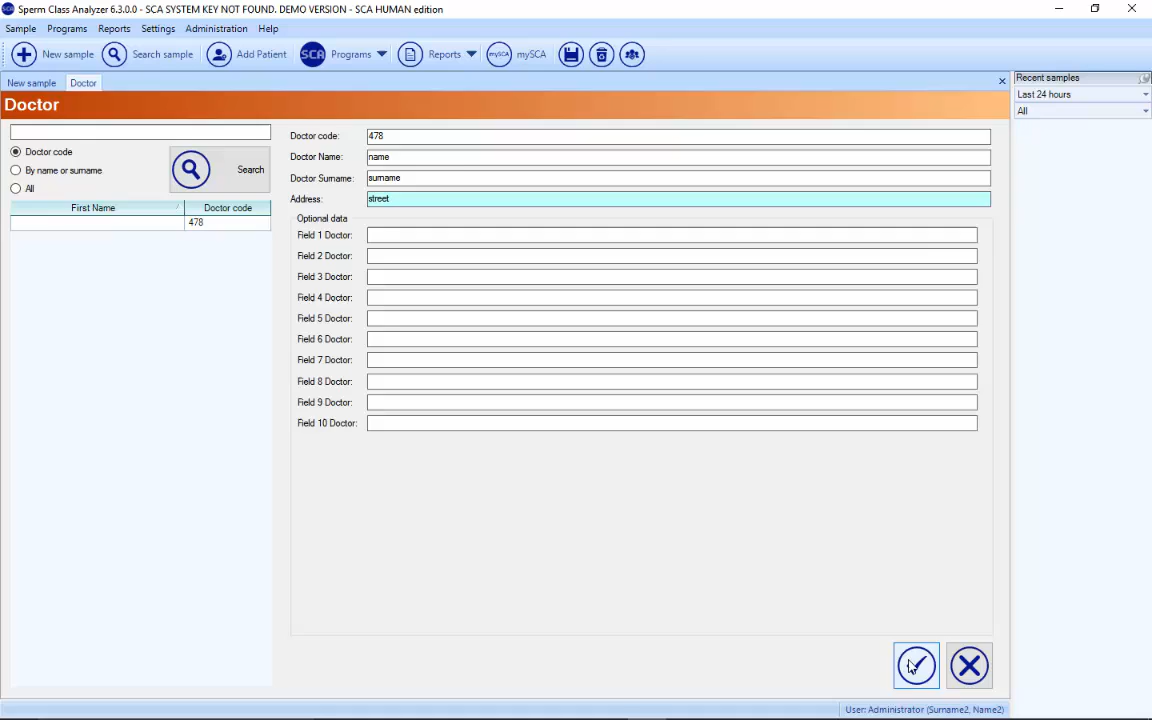 Sperm Class Analyzer 6.3.0.0 - SCA SYSTEM KEY NOT FOUND. DEMO VERSION - SCA HUMAN edition
Sample Programs Reports Settings Administration Help
New sample Search sample Add Patient SCA Programs Reports mySCA mySCA
New sample Doctor
Recent samples
Last 24 hours
All
Doctor
Doctor code
By name or surname
All
Search
First Name Doctor code
478
Doctor code: 478
Doctor Name: name
Doctor Surname: surname
Address: street
Optional data
Field 1 Doctor:
Field 2 Doctor:
Field 3 Doctor:
Field 4 Doctor:
Field 5 Doctor:
Field 6 Doctor:
Field 7 Doctor:
Field 8 Doctor:
Field 9 Doctor:
Field 10 Doctor:
User: Administrator (Surname2, Name2)